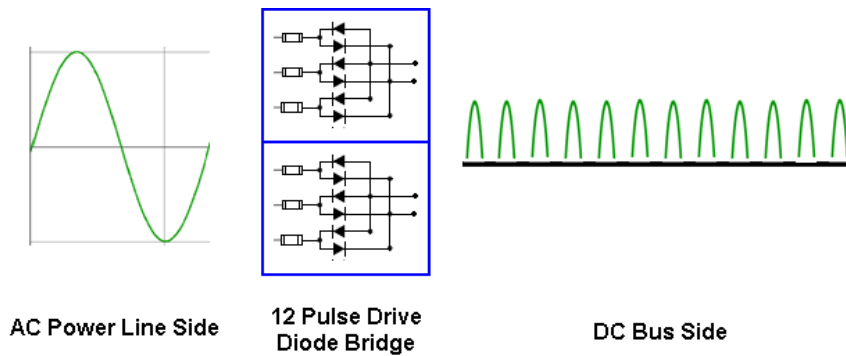 AC Power Line Side
12 Pulse Drive
Diode Bridge
DC Bus Side